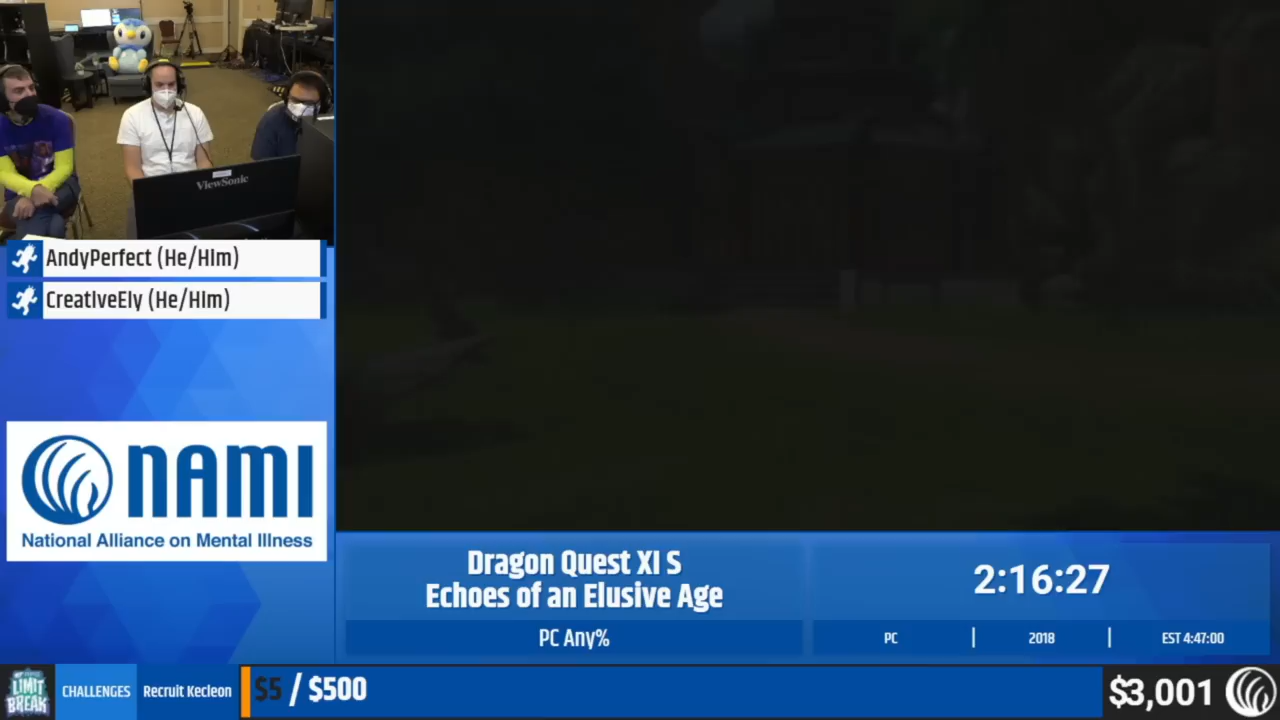 ViewSonic
AndyPerfect (He/HIm)
CreatIveEly (He/HIm)
NAMI
National Alliance on Mental Illness
Dragon Quest XI S
Echoes of an Elusive Age
PC Any%
2:16:27
PC | 2018 | EST 4:47:00
LIMIT
BREAK
CHALLENGES
Recruit Kecleon
$5 / $500
$3,001